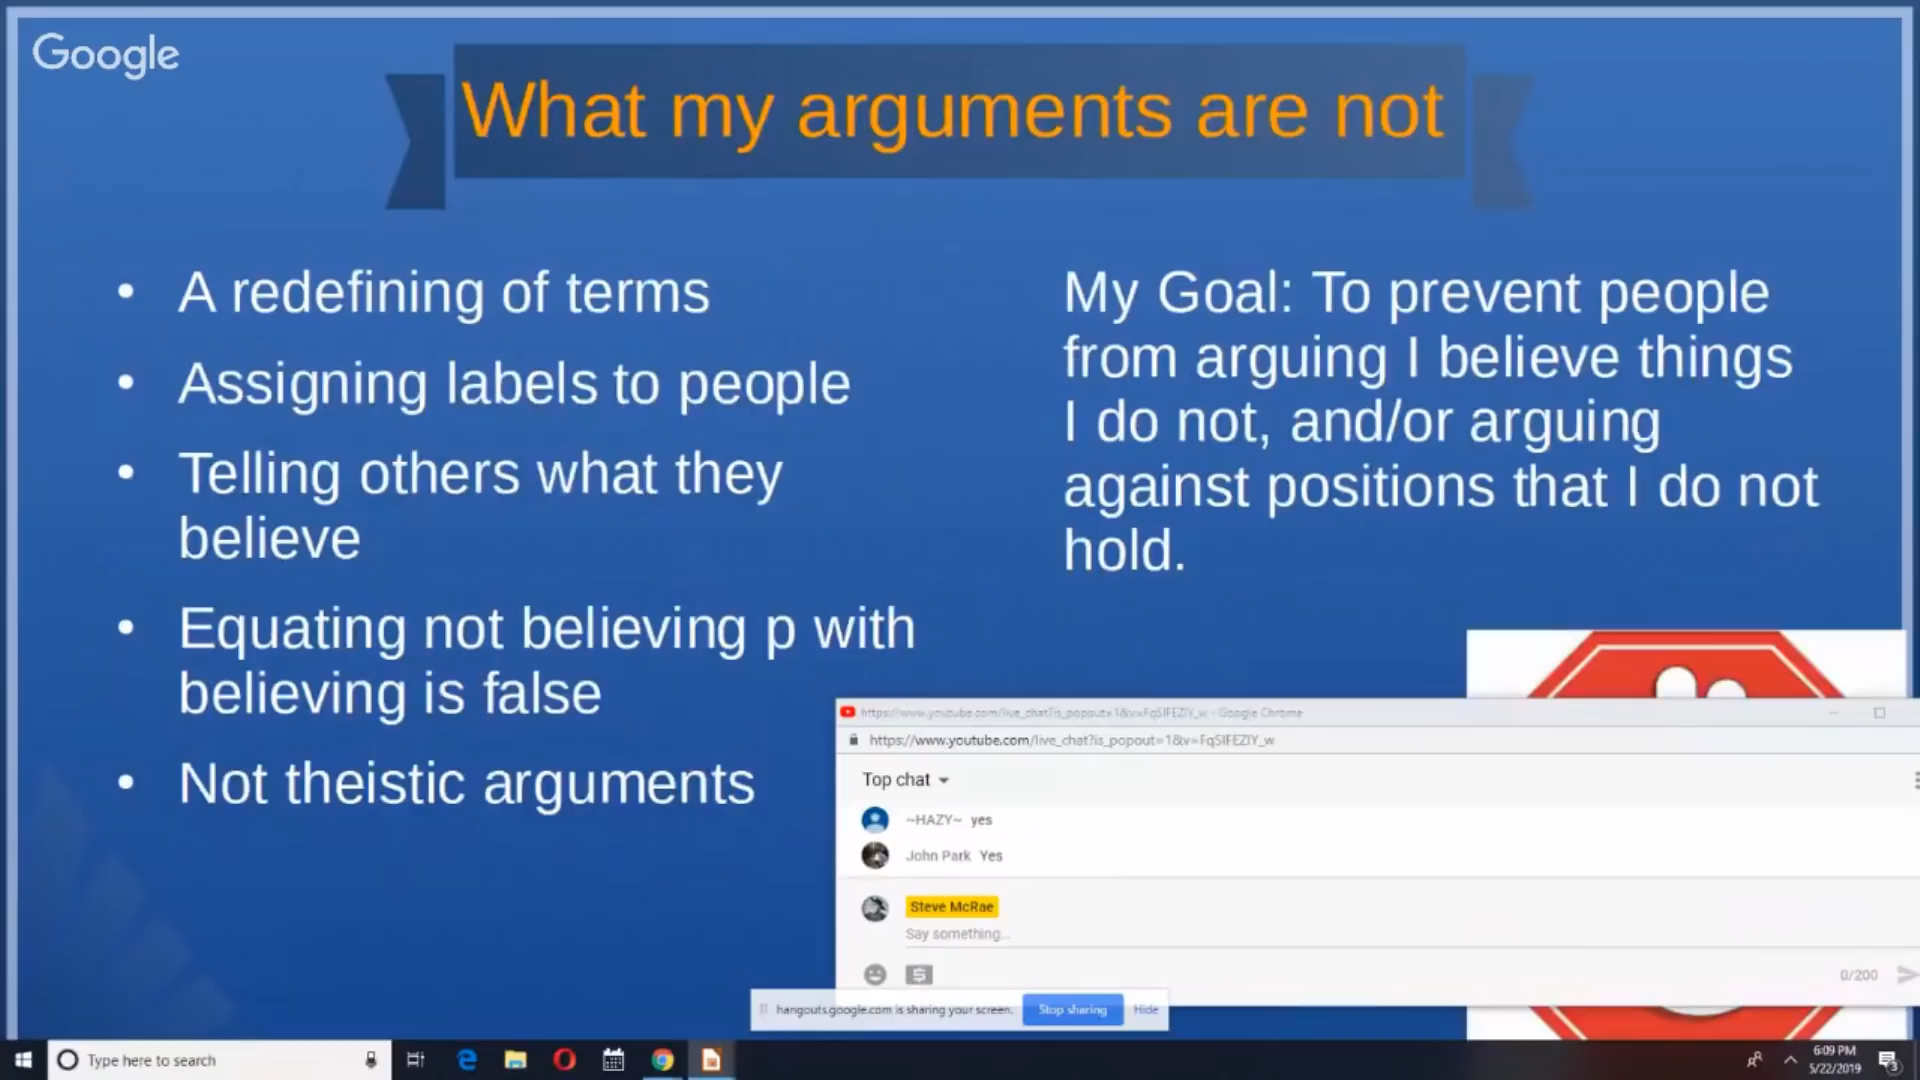 Google
What my arguments are not
• A redefining of terms
• Assigning labels to people
• Telling others what they
believe
• Equating not believing p with
believing is false
• Not theistic arguments
My Goal: To prevent people
from arguing I believe things
I do not, and/or arguing
against positions that I do not
hold.
https://www.youtube.com/live_chat?is_popout=1&v=FqSIFEZIY_w - Google Chrome
https://www.youtube.com/live_chat?is_popout=1&v=FqSIFEZIY_w
Top chat
~HAZY~ yes
John Park Yes
Steve McRae
Say something...
0/200
hangouts.google.com is sharing your screen. Stop sharing Hide
Type here to search
6:09 PM
5/22/2019
3